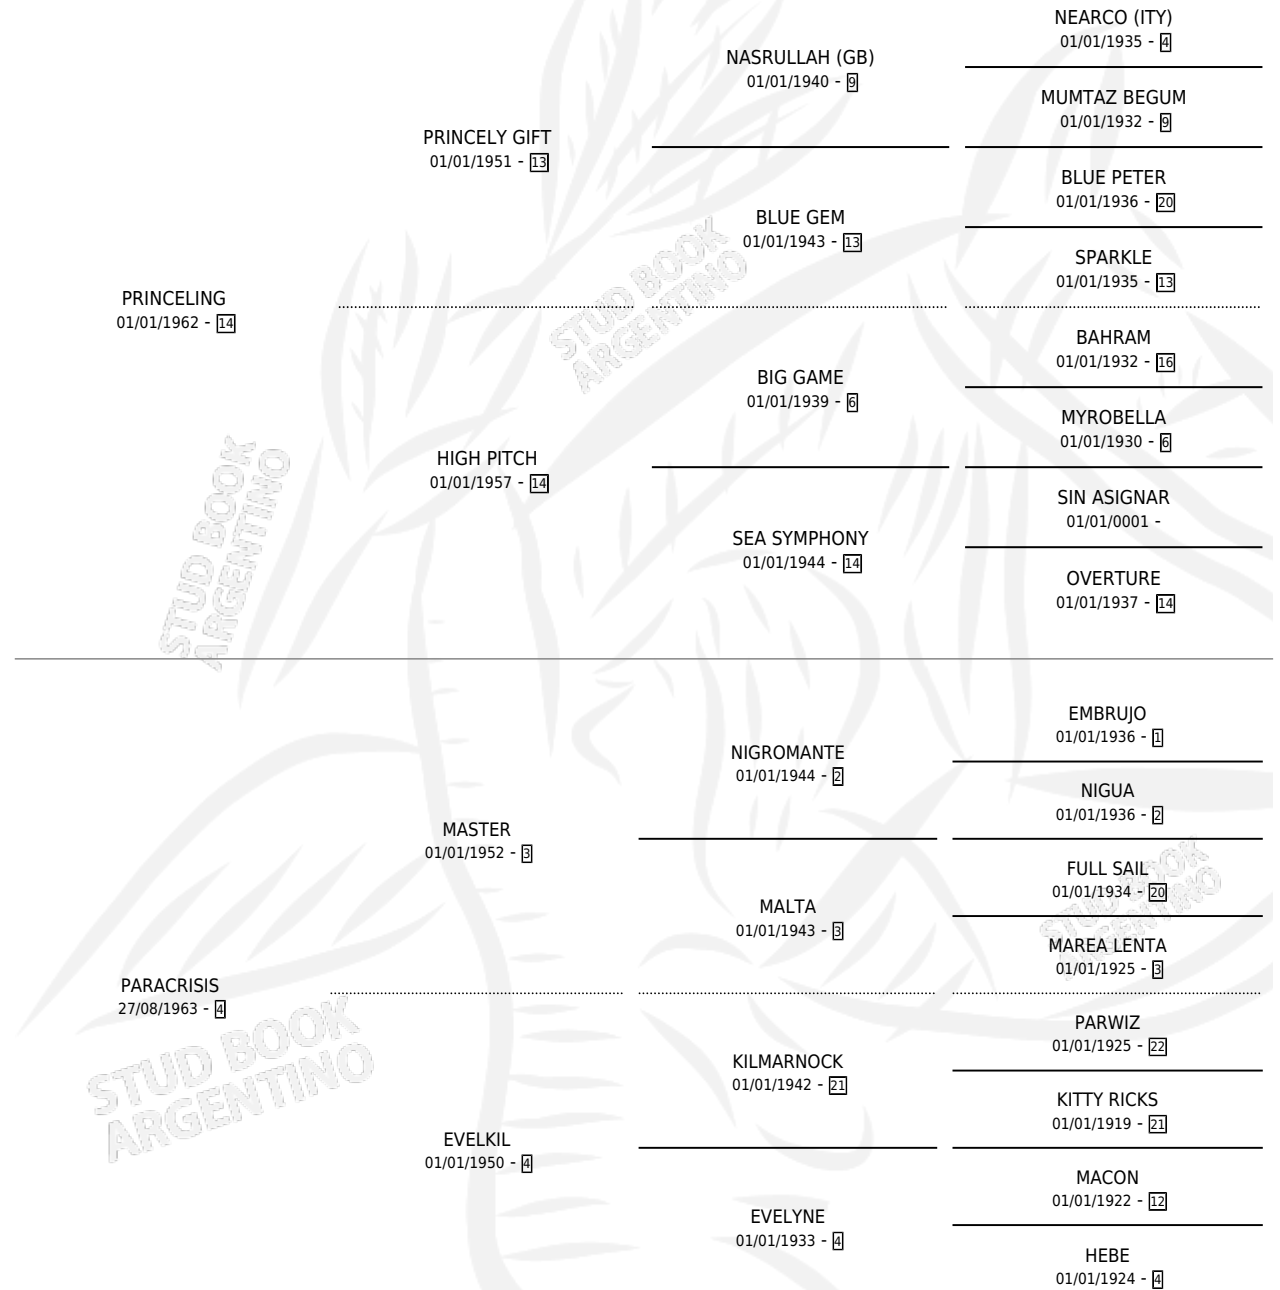 NEARCO (ITY)
01/01/1935 - 4
NASRULLAH (GB)
01/01/1940 - 9
MUMTAZ BEGUM
01/01/1932 - 9
PRINCELY GIFT
01/01/1951 - 13
BLUE PETER
01/01/1936 - 20
BLUE GEM
01/01/1943 - 13
SPARKLE
01/01/1935 - 13
PRINCELING
01/01/1962 - 14
BAHRAM
01/01/1932 - 16
BIG GAME
01/01/1939 - 6
MYROBELLA
01/01/1930 - 6
HIGH PITCH
01/01/1957 - 14
SIN ASIGNAR
01/01/0001 -
SEA SYMPHONY
01/01/1944 - 14
OVERTURE
01/01/1937 - 14
EMBRUJO
01/01/1936 - 1
NIGROMANTE
01/01/1944 - 2
NIGUA
01/01/1936 - 2
MASTER
01/01/1952 - 3
FULL SAIL
01/01/1934 - 20
MALTA
01/01/1943 - 3
MAREA LENTA
01/01/1925 - 3
PARACRISIS
27/08/1963 - 4
PARWIZ
01/01/1925 - 22
KILMARNOCK
01/01/1942 - 21
KITTY RICKS
01/01/1919 - 21
EVELKIL
01/01/1950 - 4
MACON
01/01/1922 - 12
EVELYNE
01/01/1933 - 4
HEBE
01/01/1924 - 4
STUD BOOK
ARGENTINO
STUD BOOK
ARGENTINO
STUD BOOK
ARGENTINO
STUD BOOK
ARGENTINO